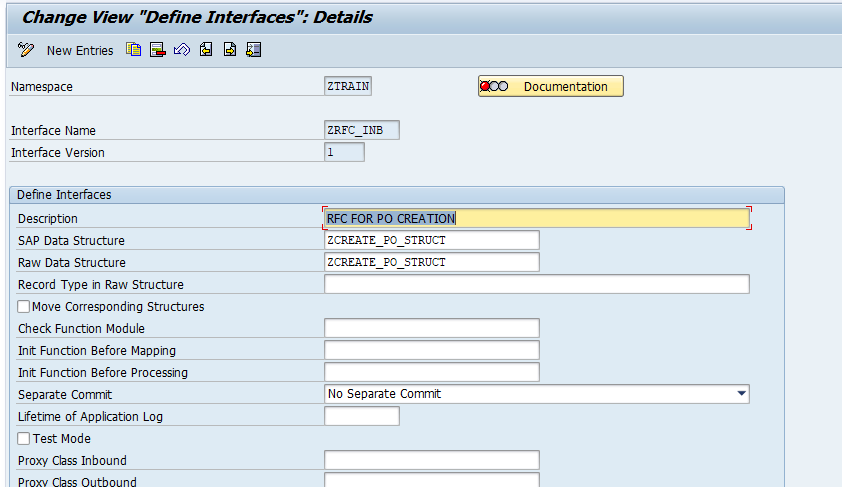 Change View "Define Interfaces": Details
New Entries
Namespace ZTRAIN Documentation
Interface Name ZRFC_INB
Interface Version 1
Define Interfaces
Description RFC FOR PO CREATION
SAP Data Structure ZCREATE_PO_STRUCT
Raw Data Structure ZCREATE_PO_STRUCT
Record Type in Raw Structure
Move Corresponding Structures
Check Function Module
Init Function Before Mapping
Init Function Before Processing
Separate Commit No Separate Commit
Lifetime of Application Log
Test Mode
Proxy Class Inbound
Proxy Class Outbound